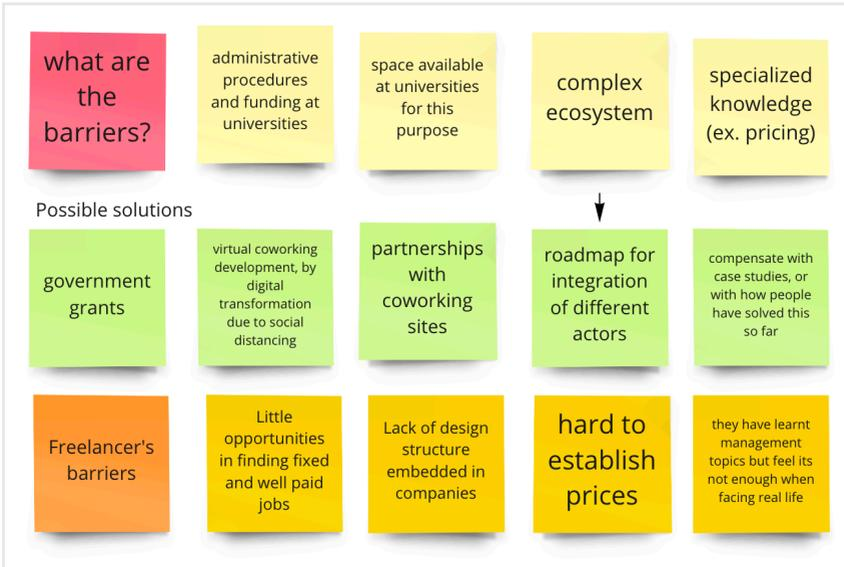 what are
the
barriers?
administrative
procedures
and funding at
universities
space available
at universities
for this
purpose
complex
ecosystem
specialized
knowledge
(ex. pricing)
Possible solutions
government
grants
virtual coworking
development, by
digital
transformation
due to social
distancing
partnerships
with
coworking
sites
roadmap for
integration
of different
actors
compensate with
case studies, or
with how people
have solved this
so far
Freelancer's
barriers
Little
opportunities
in finding fixed
and well paid
jobs
Lack of design
structure
embedded in
companies
hard to
establish
prices
they have learnt
management
topics but feel its
not enough when
facing real life